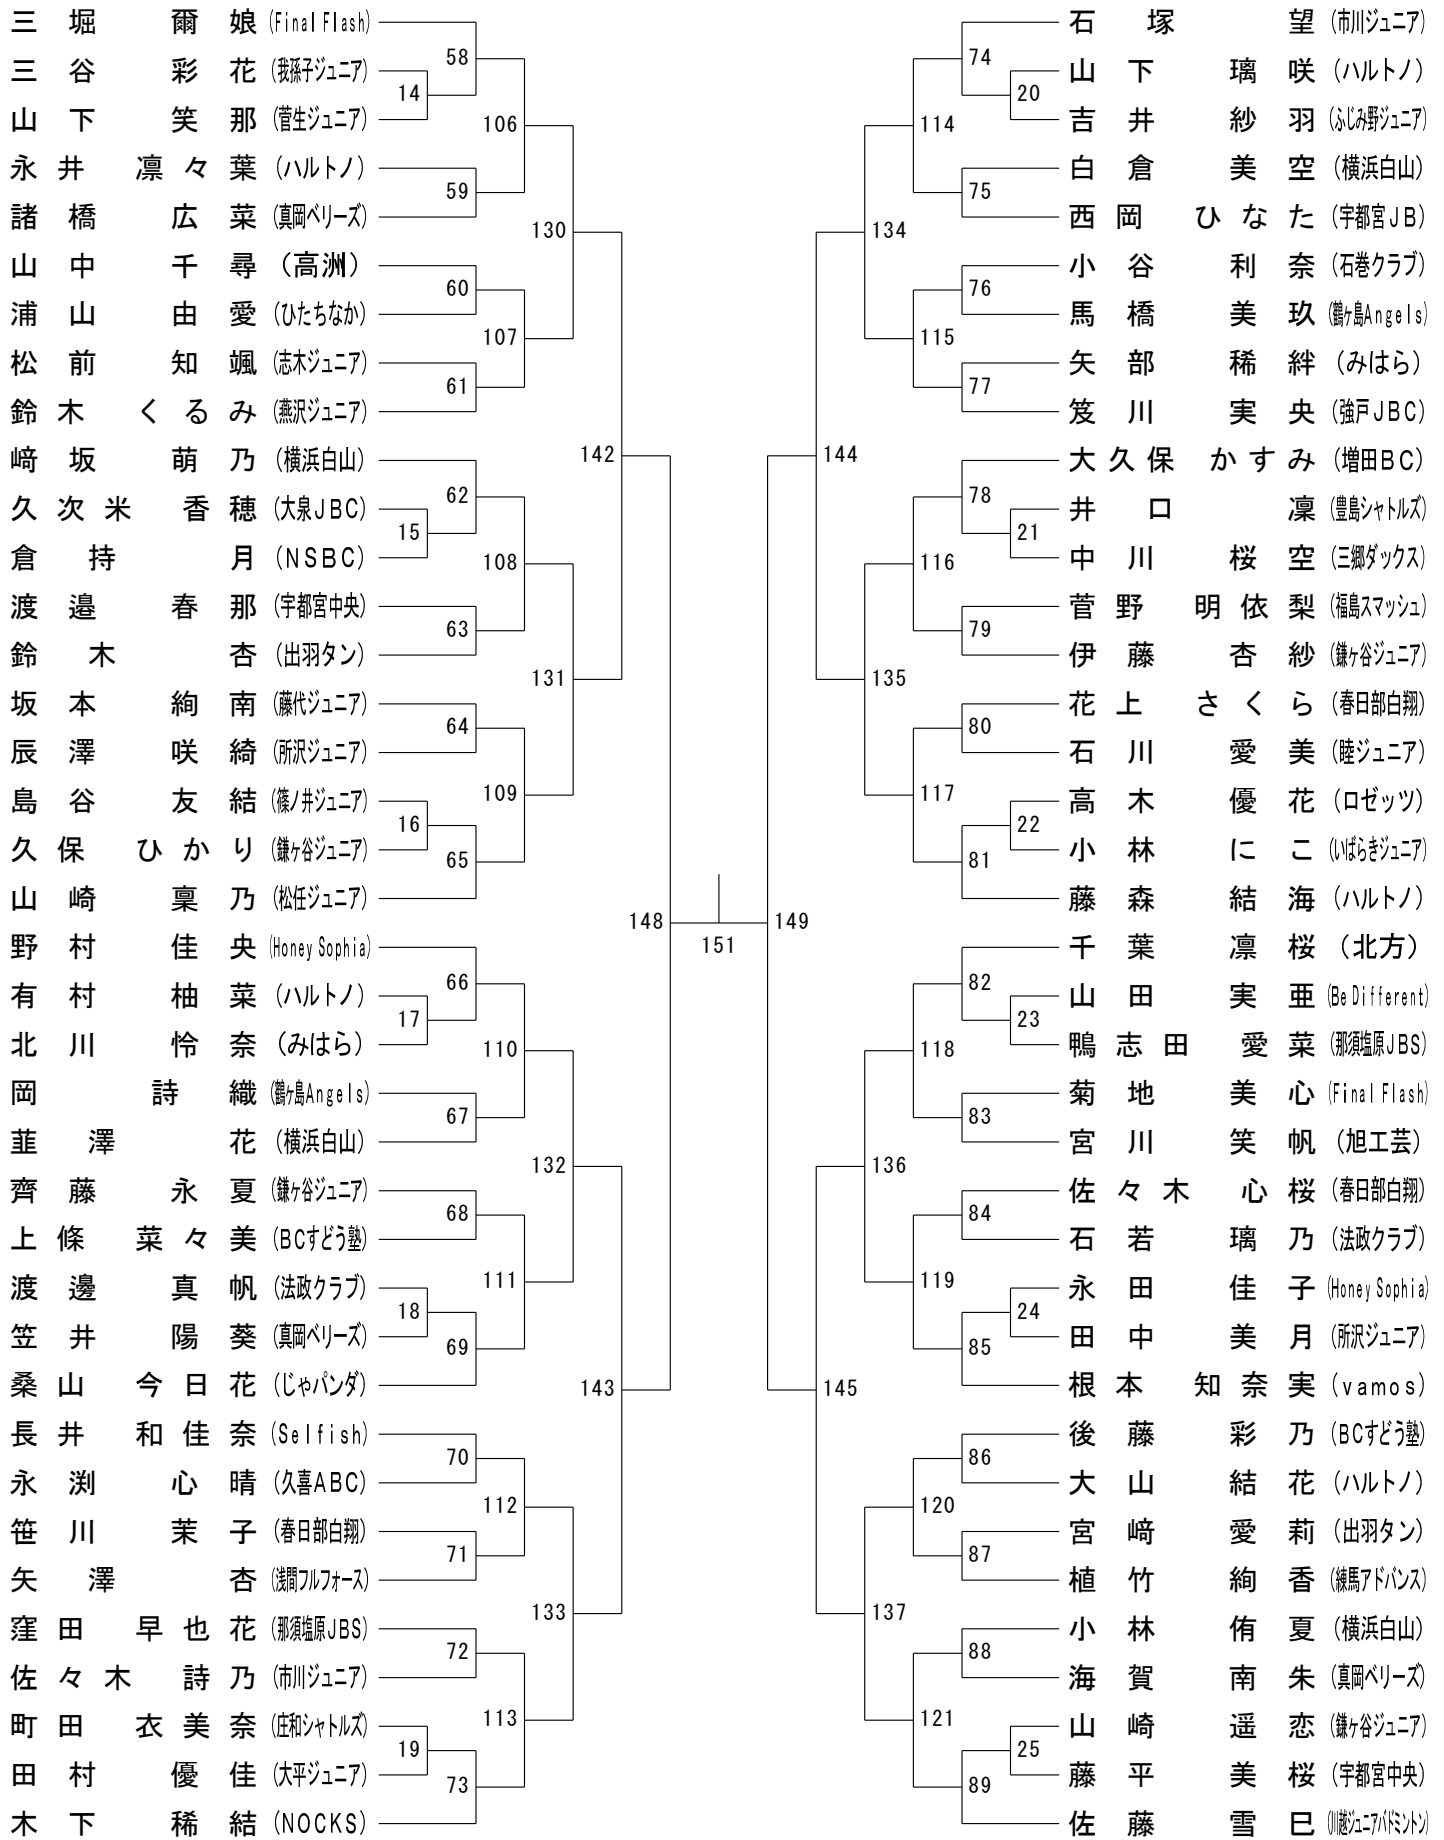 三堀 爾娘 (Final Flash)
58
三谷 彩花 (我孫子ジュニア)
14
山下 笑那 (菅生ジュニア)
106
永井 凛々葉 (ハルトノ)
59
諸橋 広菜 (真岡ベリーズ)
130
山中 千尋 (高洲)
60
浦山 由愛 (ひたちなか)
107
松前 知颯 (志木ジュニア)
61
鈴木 くるみ (燕沢ジュニア)
142
﨑坂 萌乃 (横浜白山)
62
久次米 香穂 (大泉JBC)
15
倉持 月 (NSBC)
108
渡邉 春那 (宇都宮中央)
63
鈴木 杏 (出羽タン)
131
坂本 絢南 (藤代ジュニア)
64
辰澤 咲綺 (所沢ジュニア)
109
島谷 友結 (篠ノ井ジュニア)
16
久保 ひかり (鎌ヶ谷ジュニア)
65
山崎 稟乃 (松任ジュニア)
148
野村 佳央 (Honey Sophia)
66
有村 柚菜 (ハルトノ)
17
北川 怜奈 (みはら)
110
岡 詩織 (鶴ヶ島Angels)
67
韮澤 花 (横浜白山)
132
齊藤 永夏 (鎌ヶ谷ジュニア)
68
上條 菜々美 (BCすどう塾)
111
渡邊 真帆 (法政クラブ)
18
笠井 陽葵 (真岡ベリーズ)
69
桑山 今日花 (じゃパンダ)
143
長井 和佳奈 (Selfish)
70
永渕 心晴 (久喜ABC)
112
笹川 茉子 (春日部白翔)
71
矢澤 杏 (浅間フルフォース)
133
窪田 早也花 (那須塩原JBS)
72
佐々木 詩乃 (市川ジュニア)
113
町田 衣美奈 (庄和シャトルズ)
19
田村 優佳 (大平ジュニア)
73
木下 稀結 (NOCKS)
151
石塚 望 (市川ジュニア)
74
山下 璃咲 (ハルトノ)
20
吉井 紗羽 (ふじみ野ジュニア)
114
白倉 美空 (横浜白山)
75
西岡 ひなた (宇都宮JB)
134
小谷 利奈 (石巻クラブ)
76
馬橋 美玖 (鶴ヶ島Angels)
115
矢部 稀絆 (みはら)
77
笈川 実央 (強戸JBC)
144
大久保 かすみ (増田BC)
78
井口 凜 (豊島シャトルズ)
21
中川 桜空 (三郷ダックス)
116
菅野 明依梨 (福島スマッシュ)
79
伊藤 杏紗 (鎌ヶ谷ジュニア)
135
花上 さくら (春日部白翔)
80
石川 愛美 (睦ジュニア)
117
高木 優花 (ロゼッツ)
22
小林 にこ (いばらきジュニア)
81
藤森 結海 (ハルトノ)
149
千葉 凛桜 (北方)
82
山田 実亜 (Be Different)
23
鴨志田 愛菜 (那須塩原JBS)
118
菊地 美心 (Final Flash)
83
宮川 笑帆 (旭工芸)
136
佐々木 心桜 (春日部白翔)
84
石若 璃乃 (法政クラブ)
119
永田 佳子 (Honey Sophia)
24
田中 美月 (所沢ジュニア)
85
根本 知奈実 (vamos)
145
後藤 彩乃 (BCすどう塾)
86
大山 結花 (ハルトノ)
120
宮﨑 愛莉 (出羽タン)
87
植竹 絢香 (練馬アドバンス)
137
小林 侑夏 (横浜白山)
88
海賀 南朱 (真岡ベリーズ)
121
山崎 遥恋 (鎌ヶ谷ジュニア)
25
藤平 美桜 (宇都宮中央)
89
佐藤 雪巳 (川越ジュニアバドミントン)